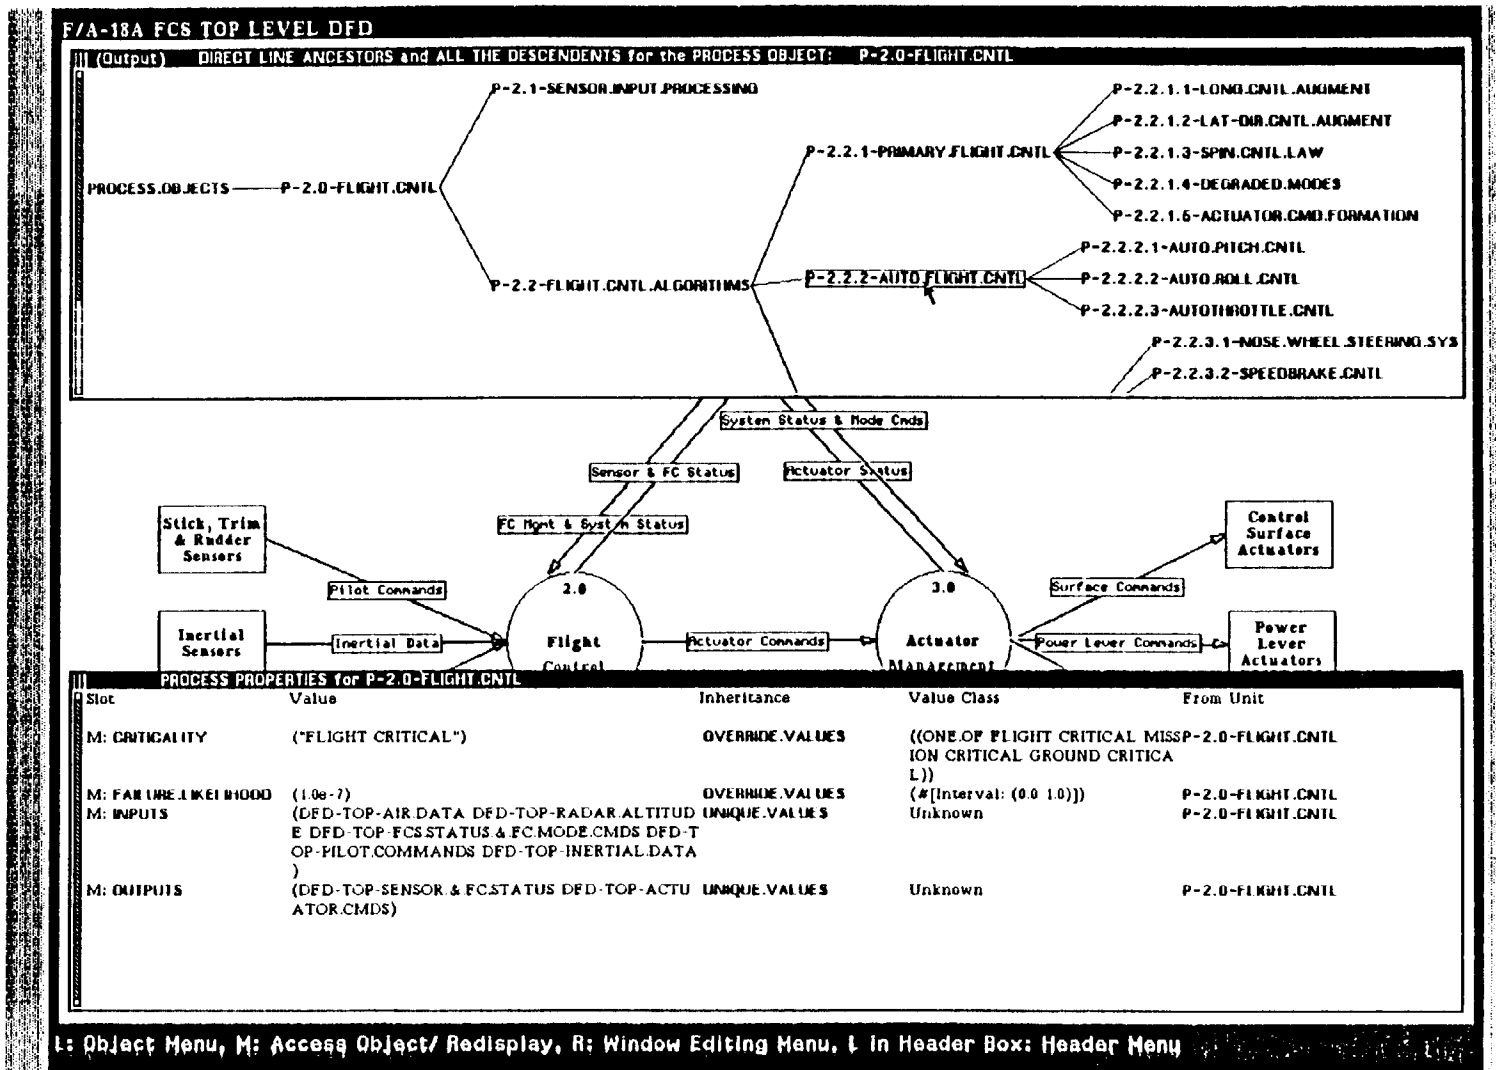 F/A-18A FCS TOP LEVEL DFD
(Output) DIRECT LINE ANCESTORS and ALL THE DESCENDENTS for the PROCESS OBJECT: P-2.0-FLIGHT.CNTL
P-2.1-SENSOR.INPUT.PROCESSING
P-2.2.1.1-LONG.CNTL.AUGMENT
P-2.2.1.2-LAT-DIR.CNTL.AUGMENT
P-2.2.1-PRIMARY.FLIGHT.CNTL
P-2.2.1.3-SPIN.CNTL.LAW
PROCESS.OBJECTS
P-2.0-FLIGHT.CNTL
P-2.2.1.4-DEGRADED.MODES
P-2.2.1.5-ACTUATOR.CMD.FORMATION
P-2.2.2.1-AUTO.PITCH.CNTL
P-2.2-FLIGHT.CNTL.ALGORITHMS
P-2.2.2-AUTO.FLIGHT.CNTL
P-2.2.2.2-AUTO.ROLL.CNTL
P-2.2.2.3-AUTOTHROTTLE.CNTL
P-2.2.3.1-NOSE.WHEEL.STEERING.SYS
P-2.2.3.2-SPEEDBRAKE.CNTL
System Status & Mode Cmds
Sensor & FC Status
Actuator Status
FC Mgmt & System Status
Stick, Trim
& Rudder
Sensors
Control
Surface
Actuators
Pilot Commands
2.0
3.0
Surface Commands
Inertial
Sensors
Inertial Data
Flight
Control
Actuator Commands
Actuator
Management
Power Lever Commands
Power
Lever
Actuators
PROCESS PROPERTIES for P-2.0-FLIGHT.CNTL
Slot Value Inheritance Value Class From Unit
M: CRITICALITY ("FLIGHT CRITICAL") OVERRIDE.VALUES ((ONE.OF FLIGHT CRITICAL MISS P-2.0-FLIGHT.CNTL
ION CRITICAL GROUND CRITICA
L))
M: FAILURE.LIKELIHOOD (1.0e-7) OVERRIDE.VALUES (#[Interval: (0.0 1.0)]) P-2.0-FLIGHT.CNTL
M: INPUTS (DFD-TOP-AIR.DATA DFD-TOP-RADAR.ALTITUD UNIQUE.VALUES Unknown P-2.0-FLIGHT.CNTL
E DFD-TOP-FCS.STATUS.&.FC.MODE.CMDS DFD-T
OP-PILOT.COMMANDS DFD-TOP-INERTIAL.DATA
)
M: OUTPUTS (DFD-TOP-SENSOR.&.FC.STATUS DFD-TOP-ACTU UNIQUE.VALUES Unknown P-2.0-FLIGHT.CNTL
ATOR.CMDS)
L: Object Menu, M: Access Object/ Redisplay, R: Window Editing Menu, L in Header Box: Header Menu